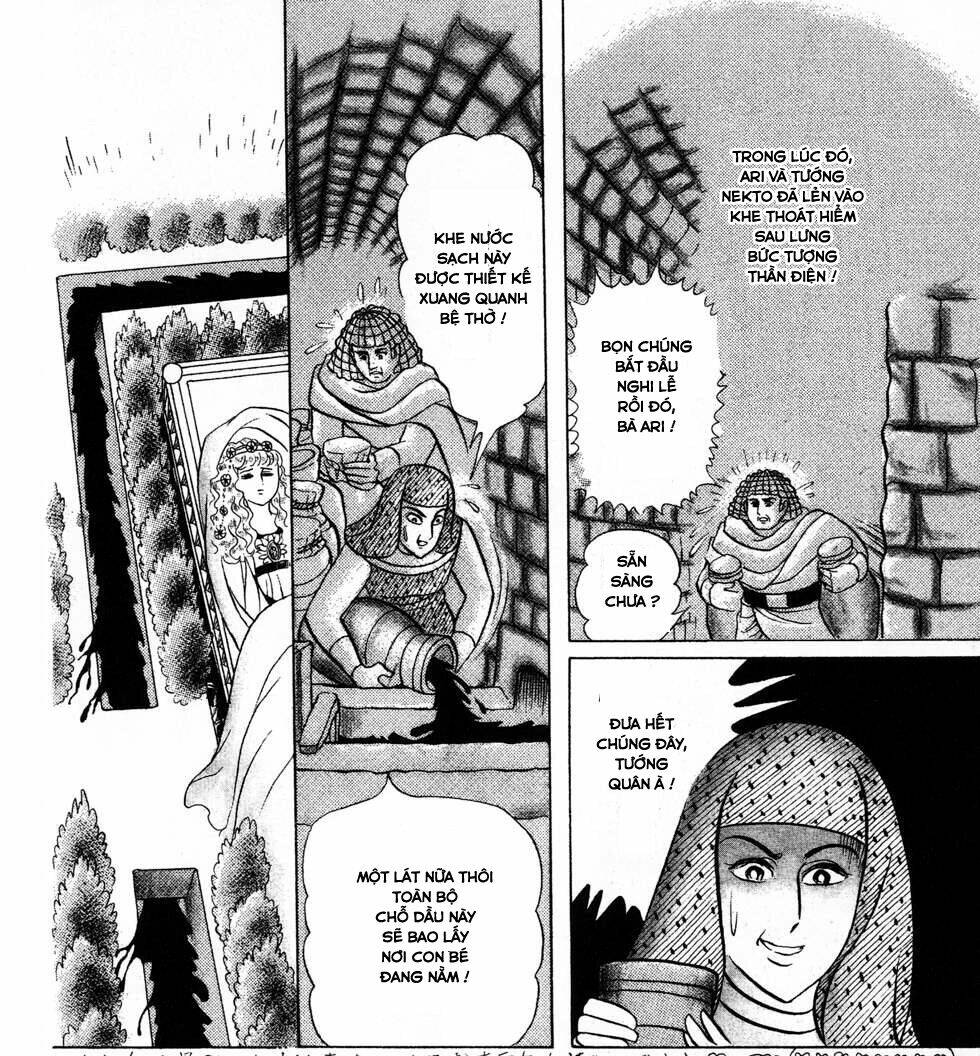 TRONG LÚC ĐÓ,
ARI VÀ TƯỚNG
NEKTO ĐÃ LẺN VÀO
KHE THOÁT HIỂM
SAU LƯNG
BỨC TƯỢNG
THẦN ĐIỆN !
BỌN CHÚNG
BẮT ĐẦU
NGHI LỄ
RỒI ĐÓ,
BÀ ARI !
SẴN
SÀNG
CHƯA ?
ĐƯA HẾT
CHÚNG ĐÂY,
TƯỚNG
QUÂN À !
KHE NƯỚC
SẠCH NÀY
ĐƯỢC THIẾT KẾ
XUANG QUANH
BỆ THỜ !
MỘT LÁT NỮA THÔI
TOÀN BỘ
CHỖ DẦU NÀY
SẼ BAO LẤY
NƠI CON BÉ
ĐANG NẰM !